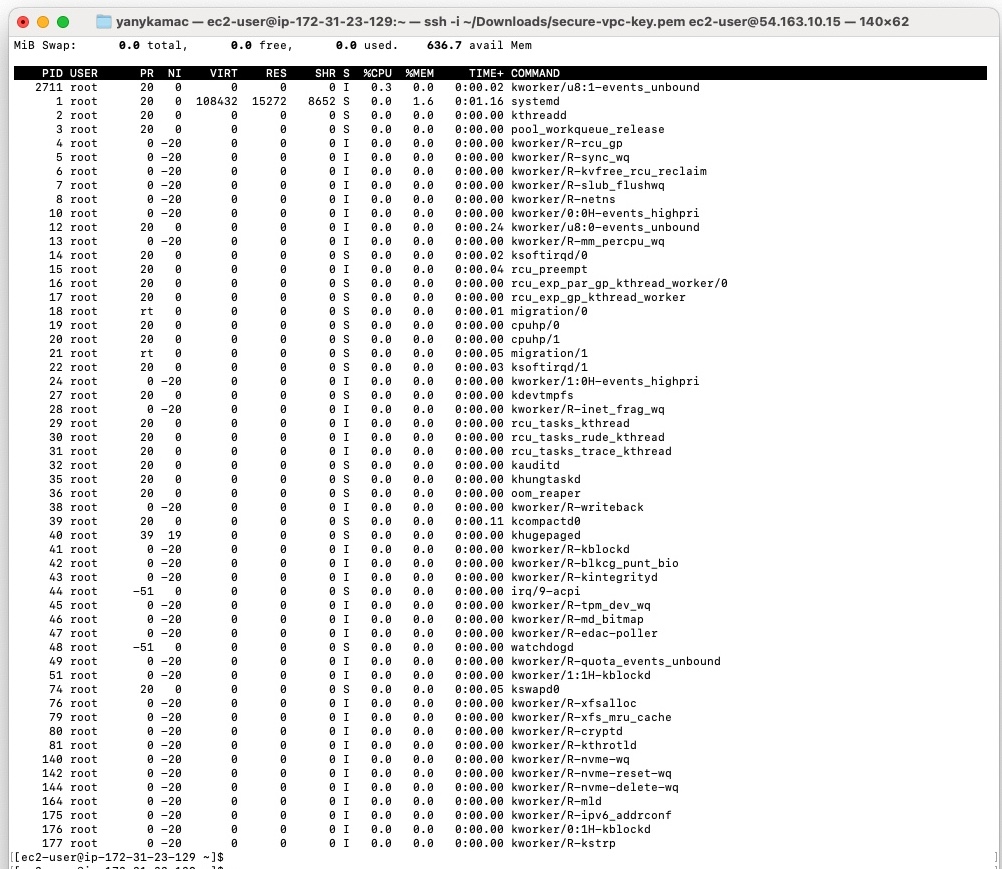 yanykamac — ec2-user@ip-172-31-23-129:~ — ssh -i ~/Downloads/secure-vpc-key.pem ec2-user@54.163.10.15 — 140×62
MiB Swap:      0.0 total,      0.0 free,      0.0 used.    636.7 avail Mem
PID USER      PR  NI    VIRT    RES    SHR S  %CPU  %MEM     TIME+ COMMAND
2711 root      20   0       0      0      0 I   0.3   0.0   0:00.02 kworker/u8:1-events_unbound
1 root      20   0  108432  15272   8652 S   0.0   1.6   0:01.16 systemd
2 root      20   0       0      0      0 S   0.0   0.0   0:00.00 kthreadd
3 root      20   0       0      0      0 S   0.0   0.0   0:00.00 pool_workqueue_release
4 root       0 -20       0      0      0 I   0.0   0.0   0:00.00 kworker/R-rcu_gp
5 root       0 -20       0      0      0 I   0.0   0.0   0:00.00 kworker/R-sync_wq
6 root       0 -20       0      0      0 I   0.0   0.0   0:00.00 kworker/R-kvfree_rcu_reclaim
7 root       0 -20       0      0      0 I   0.0   0.0   0:00.00 kworker/R-slub_flushwq
8 root       0 -20       0      0      0 I   0.0   0.0   0:00.00 kworker/R-netns
10 root       0 -20       0      0      0 I   0.0   0.0   0:00.00 kworker/0:0H-events_highpri
12 root      20   0       0      0      0 I   0.0   0.0   0:00.24 kworker/u8:0-events_unbound
13 root       0 -20       0      0      0 I   0.0   0.0   0:00.00 kworker/R-mm_percpu_wq
14 root      20   0       0      0      0 S   0.0   0.0   0:00.02 ksoftirqd/0
15 root      20   0       0      0      0 I   0.0   0.0   0:00.04 rcu_preempt
16 root      20   0       0      0      0 S   0.0   0.0   0:00.00 rcu_exp_par_gp_kthread_worker/0
17 root      20   0       0      0      0 S   0.0   0.0   0:00.00 rcu_exp_gp_kthread_worker
18 root      rt   0       0      0      0 S   0.0   0.0   0:00.01 migration/0
19 root      20   0       0      0      0 S   0.0   0.0   0:00.00 cpuhp/0
20 root      20   0       0      0      0 S   0.0   0.0   0:00.00 cpuhp/1
21 root      rt   0       0      0      0 S   0.0   0.0   0:00.05 migration/1
22 root      20   0       0      0      0 S   0.0   0.0   0:00.03 ksoftirqd/1
24 root       0 -20       0      0      0 I   0.0   0.0   0:00.00 kworker/1:0H-events_highpri
27 root      20   0       0      0      0 S   0.0   0.0   0:00.00 kdevtmpfs
28 root       0 -20       0      0      0 I   0.0   0.0   0:00.00 kworker/R-inet_frag_wq
29 root      20   0       0      0      0 I   0.0   0.0   0:00.00 rcu_tasks_kthread
30 root      20   0       0      0      0 I   0.0   0.0   0:00.00 rcu_tasks_rude_kthread
31 root      20   0       0      0      0 I   0.0   0.0   0:00.00 rcu_tasks_trace_kthread
32 root      20   0       0      0      0 S   0.0   0.0   0:00.00 kauditd
35 root      20   0       0      0      0 S   0.0   0.0   0:00.00 khungtaskd
36 root      20   0       0      0      0 S   0.0   0.0   0:00.00 oom_reaper
38 root       0 -20       0      0      0 I   0.0   0.0   0:00.00 kworker/R-writeback
39 root      20   0       0      0      0 S   0.0   0.0   0:00.11 kcompactd0
40 root      39  19       0      0      0 S   0.0   0.0   0:00.00 khugepaged
41 root       0 -20       0      0      0 I   0.0   0.0   0:00.00 kworker/R-kblockd
42 root       0 -20       0      0      0 I   0.0   0.0   0:00.00 kworker/R-blkcg_punt_bio
43 root       0 -20       0      0      0 I   0.0   0.0   0:00.00 kworker/R-kintegrityd
44 root     -51   0       0      0      0 S   0.0   0.0   0:00.00 irq/9-acpi
45 root       0 -20       0      0      0 I   0.0   0.0   0:00.00 kworker/R-tpm_dev_wq
46 root       0 -20       0      0      0 I   0.0   0.0   0:00.00 kworker/R-md_bitmap
47 root       0 -20       0      0      0 I   0.0   0.0   0:00.00 kworker/R-edac-poller
48 root     -51   0       0      0      0 S   0.0   0.0   0:00.00 watchdogd
49 root       0 -20       0      0      0 I   0.0   0.0   0:00.00 kworker/R-quota_events_unbound
51 root       0 -20       0      0      0 I   0.0   0.0   0:00.00 kworker/1:1H-kblockd
74 root      20   0       0      0      0 S   0.0   0.0   0:00.05 kswapd0
76 root       0 -20       0      0      0 I   0.0   0.0   0:00.00 kworker/R-xfsalloc
79 root       0 -20       0      0      0 I   0.0   0.0   0:00.00 kworker/R-xfs_mru_cache
80 root       0 -20       0      0      0 I   0.0   0.0   0:00.00 kworker/R-cryptd
81 root       0 -20       0      0      0 I   0.0   0.0   0:00.00 kworker/R-kthrotld
140 root       0 -20       0      0      0 I   0.0   0.0   0:00.00 kworker/R-nvme-wq
142 root       0 -20       0      0      0 I   0.0   0.0   0:00.00 kworker/R-nvme-reset-wq
144 root       0 -20       0      0      0 I   0.0   0.0   0:00.00 kworker/R-nvme-delete-wq
164 root       0 -20       0      0      0 I   0.0   0.0   0:00.00 kworker/R-mld
175 root       0 -20       0      0      0 I   0.0   0.0   0:00.00 kworker/R-ipv6_addrconf
176 root       0 -20       0      0      0 I   0.0   0.0   0:00.00 kworker/0:1H-kblockd
177 root       0 -20       0      0      0 I   0.0   0.0   0:00.00 kworker/R-kstrp
[[ec2-user@ip-172-31-23-129 ~]$ ]